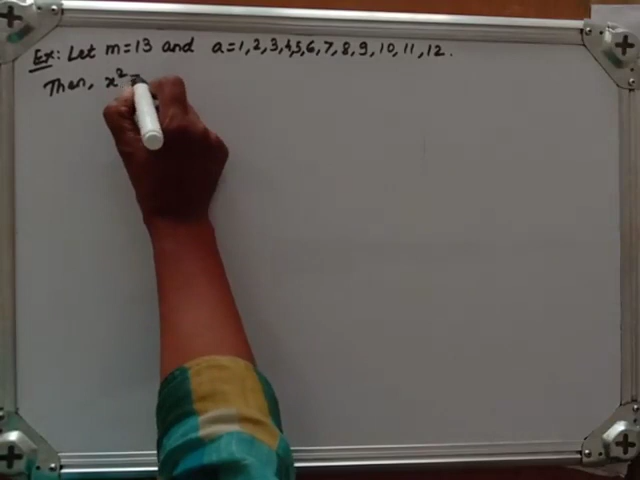 Ex: Let m=13 and a=1,2,3,4,5,6,7,8,9,10,11,12.
Then, x²=